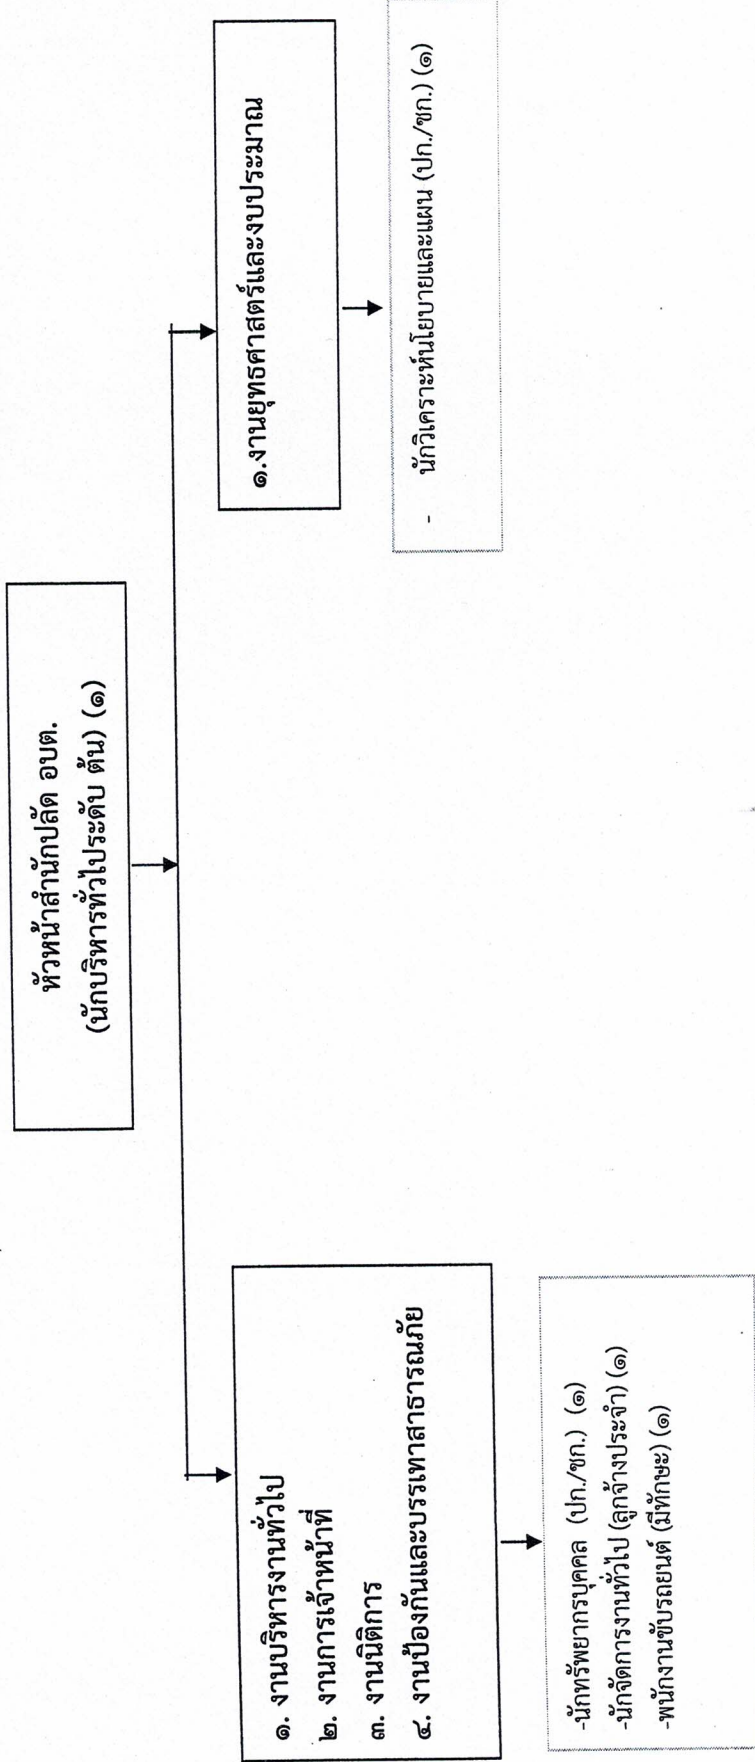 หัวหน้าสำนักปลัด อบต.
(นักบริหารทั่วไประดับ ต้น) (๑)
๑. งานบริหารงานทั่วไป
๒. งานการเจ้าหน้าที่
๓. งานนิติการ
๔. งานป้องกันและบรรเทาสาธารณภัย
-นักทรัพยากรบุคคล (ปก./ชก.) (๑)
-นักจัดการงานทั่วไป (ลูกจ้างประจำ) (๑)
-พนักงานขับรถยนต์ (มีทักษะ) (๑)
๑.งานยุทธศาสตร์และงบประมาณ
- นักวิเคราะห์นโยบายและแผน (ปก./ชก.) (๑)